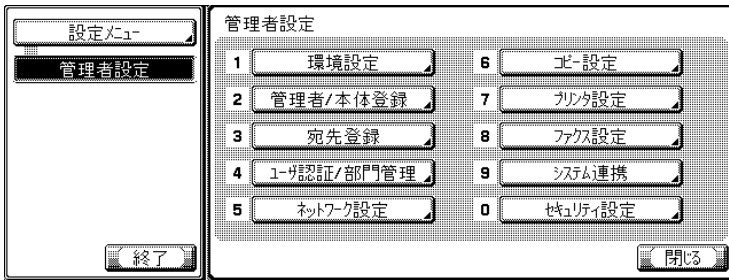 設定ﾒﾆｭｰ
管理者設定
終了
管理者設定
1 環境設定
2 管理者/本体登録
3 宛先登録
4 ﾕｰｻﾞ認証/部門管理
5 ﾈｯﾄﾜｰｸ設定
6 ｺﾋﾟｰ設定
7 ﾌﾟﾘﾝﾀ設定
8 ﾌｧｸｽ設定
9 ｼｽﾃﾑ連携
0 ｾｷｭﾘﾃｨ設定
閉じる